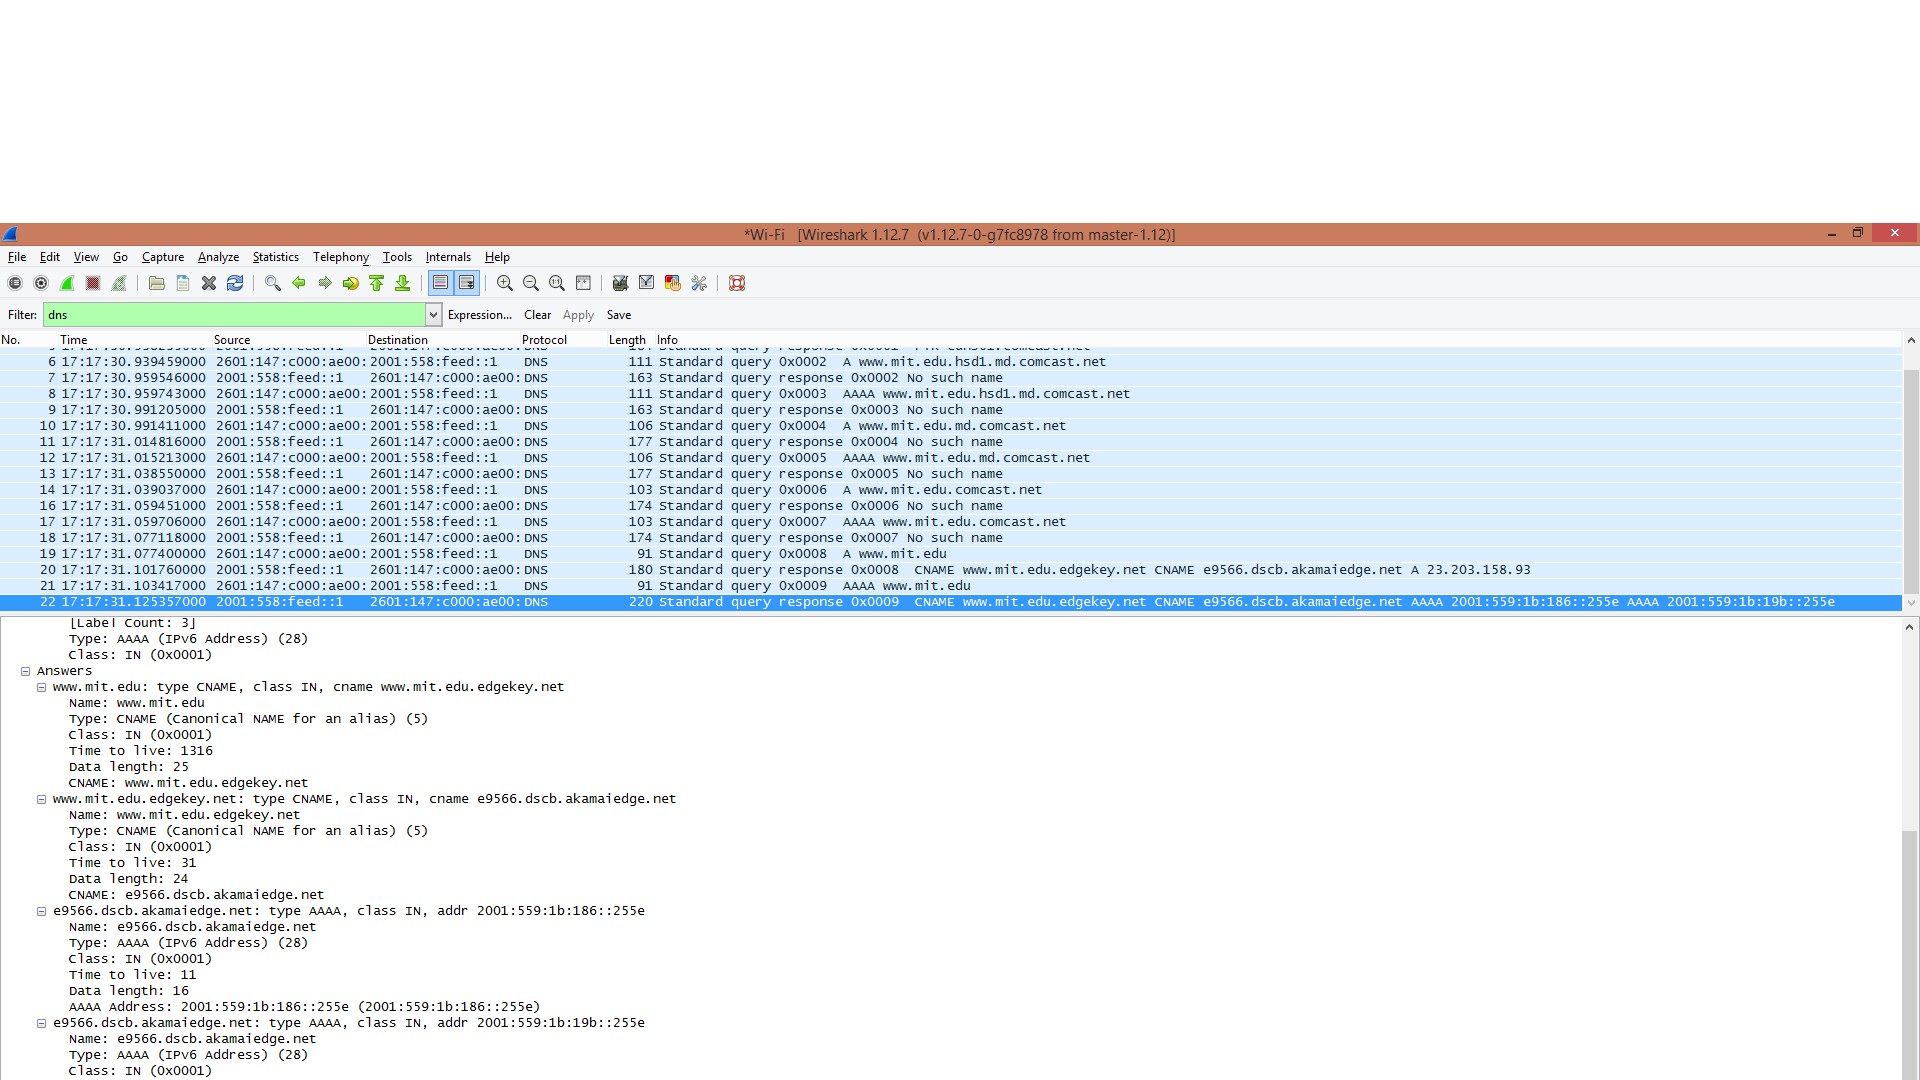 *Wi-Fi [Wireshark 1.12.7 (v1.12.7-0-g7fc8978 from master-1.12)]
File Edit View Go Capture Analyze Statistics Telephony Tools Internals Help
Filter: dns Expression... Clear Apply Save
No. Time Source Destination Protocol Length Info
6 17:17:30.939459000 2601:147:c000:ae00: 2001:558:feed::1 DNS 111 Standard query 0x0002 A www.mit.edu.hsd1.md.comcast.net
7 17:17:30.959546000 2001:558:feed::1 2601:147:c000:ae00: DNS 163 Standard query response 0x0002 No such name
8 17:17:30.959743000 2601:147:c000:ae00: 2001:558:feed::1 DNS 111 Standard query 0x0003 AAAA www.mit.edu.hsd1.md.comcast.net
9 17:17:30.991205000 2001:558:feed::1 2601:147:c000:ae00: DNS 163 Standard query response 0x0003 No such name
10 17:17:30.991411000 2601:147:c000:ae00: 2001:558:feed::1 DNS 106 Standard query 0x0004 A www.mit.edu.md.comcast.net
11 17:17:31.014816000 2001:558:feed::1 2601:147:c000:ae00: DNS 177 Standard query response 0x0004 No such name
12 17:17:31.015213000 2601:147:c000:ae00: 2001:558:feed::1 DNS 106 Standard query 0x0005 AAAA www.mit.edu.md.comcast.net
13 17:17:31.038550000 2001:558:feed::1 2601:147:c000:ae00: DNS 177 Standard query response 0x0005 No such name
14 17:17:31.039037000 2601:147:c000:ae00: 2001:558:feed::1 DNS 103 Standard query 0x0006 A www.mit.edu.comcast.net
16 17:17:31.059451000 2001:558:feed::1 2601:147:c000:ae00: DNS 174 Standard query response 0x0006 No such name
17 17:17:31.059706000 2601:147:c000:ae00: 2001:558:feed::1 DNS 103 Standard query 0x0007 AAAA www.mit.edu.comcast.net
18 17:17:31.077118000 2001:558:feed::1 2601:147:c000:ae00: DNS 174 Standard query response 0x0007 No such name
19 17:17:31.077400000 2601:147:c000:ae00: 2001:558:feed::1 DNS 91 Standard query 0x0008 A www.mit.edu
20 17:17:31.101760000 2001:558:feed::1 2601:147:c000:ae00: DNS 180 Standard query response 0x0008 CNAME www.mit.edu.edgekey.net CNAME e9566.dscb.akamaiedge.net A 23.203.158.93
21 17:17:31.103417000 2601:147:c000:ae00: 2001:558:feed::1 DNS 91 Standard query 0x0009 AAAA www.mit.edu
22 17:17:31.125357000 2001:558:feed::1 2601:147:c000:ae00: DNS 220 Standard query response 0x0009 CNAME www.mit.edu.edgekey.net CNAME e9566.dscb.akamaiedge.net AAAA 2001:559:1b:186::255e AAAA 2001:559:1b:19b::255e
[Label Count: 3]
Type: AAAA (IPv6 Address) (28)
Class: IN (0x0001)
Answers
www.mit.edu: type CNAME, class IN, cname www.mit.edu.edgekey.net
Name: www.mit.edu
Type: CNAME (Canonical NAME for an alias) (5)
Class: IN (0x0001)
Time to live: 1316
Data length: 25
CNAME: www.mit.edu.edgekey.net
www.mit.edu.edgekey.net: type CNAME, class IN, cname e9566.dscb.akamaiedge.net
Name: www.mit.edu.edgekey.net
Type: CNAME (Canonical NAME for an alias) (5)
Class: IN (0x0001)
Time to live: 31
Data length: 24
CNAME: e9566.dscb.akamaiedge.net
e9566.dscb.akamaiedge.net: type AAAA, class IN, addr 2001:559:1b:186::255e
Name: e9566.dscb.akamaiedge.net
Type: AAAA (IPv6 Address) (28)
Class: IN (0x0001)
Time to live: 11
Data length: 16
AAAA Address: 2001:559:1b:186::255e (2001:559:1b:186::255e)
e9566.dscb.akamaiedge.net: type AAAA, class IN, addr 2001:559:1b:19b::255e
Name: e9566.dscb.akamaiedge.net
Type: AAAA (IPv6 Address) (28)
Class: IN (0x0001)